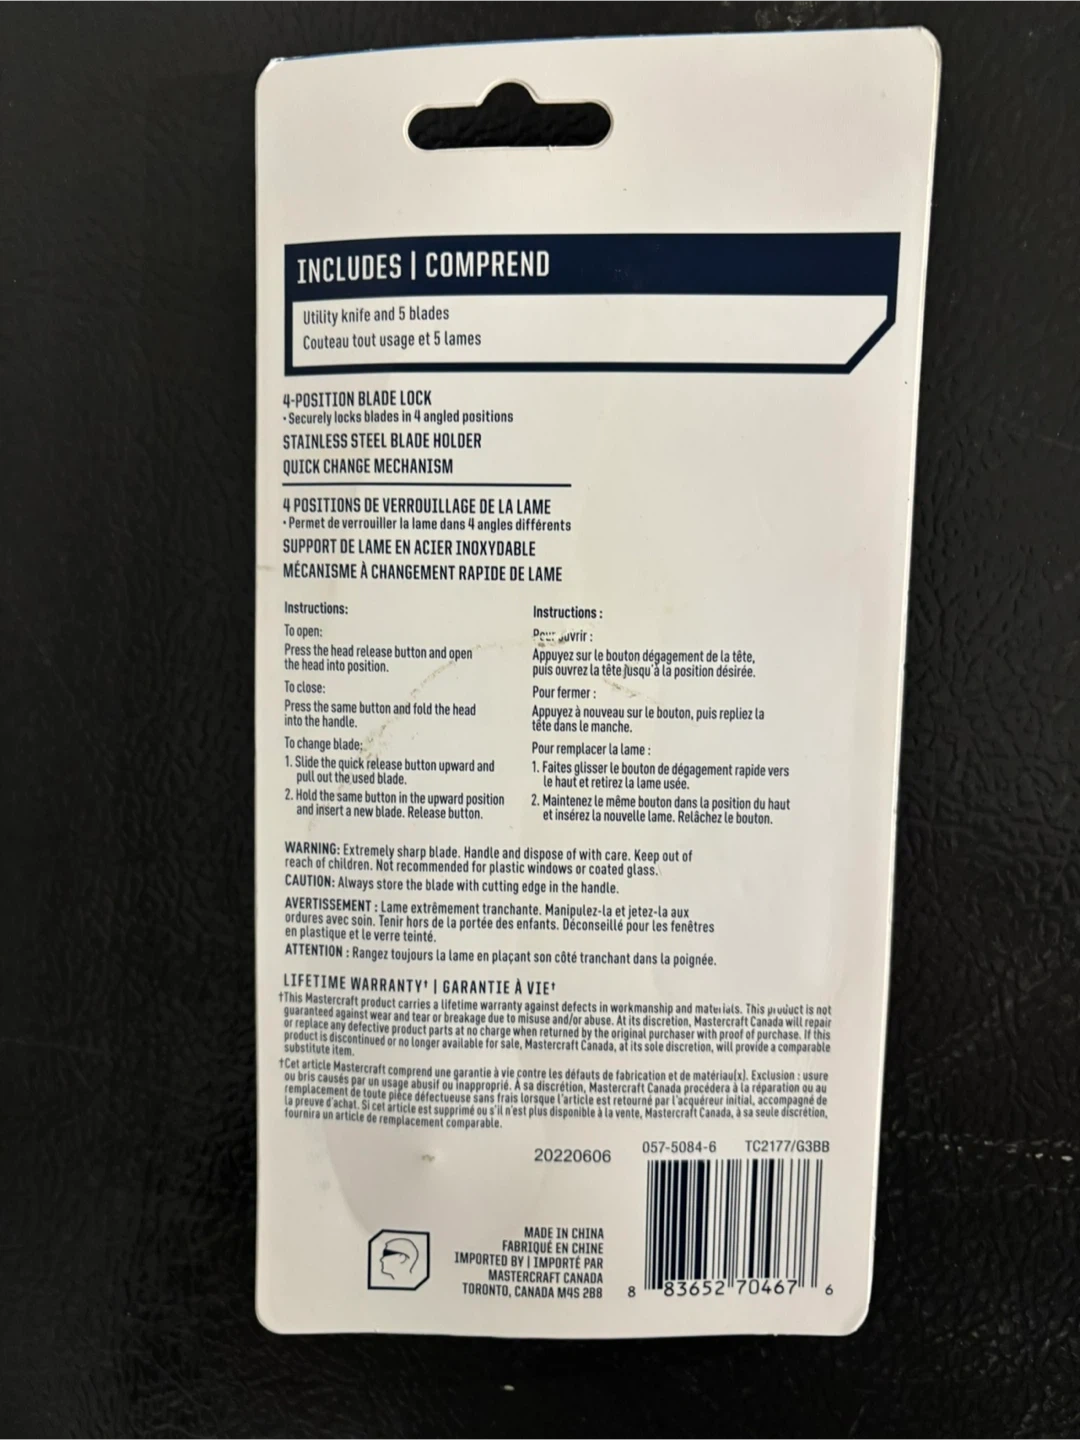 INCLUDES | COMPREND
Utility knife and 5 blades
Couteau tout usage et 5 lames
4-POSITION BLADE LOCK
• Securely locks blades in 4 angled positions
STAINLESS STEEL BLADE HOLDER
QUICK CHANGE MECHANISM
4 POSITIONS DE VERROUILLAGE DE LA LAME
• Permet de verrouiller la lame dans 4 angles différents
SUPPORT DE LAME EN ACIER INOXYDABLE
MÉCANISME À CHANGEMENT RAPIDE DE LAME
Instructions:
To open:
Press the head release button and open
the head into position.
To close:
Press the same button and fold the head
into the handle.
To change blade:
1. Slide the quick release button upward and
pull out the used blade.
2. Hold the same button in the upward position
and insert a new blade. Release button.
Instructions :
Pour ouvrir :
Appuyez sur le bouton dégagement de la tête,
puis ouvrez la tête jusqu'à la position désirée.
Pour fermer :
Appuyez à nouveau sur le bouton, puis repliez la
tête dans le manche.
Pour remplacer la lame :
1. Faites glisser le bouton de dégagement rapide vers
le haut et retirez la lame usée.
2. Maintenez le même bouton dans la position du haut
et insérez la nouvelle lame. Relâchez le bouton.
WARNING: Extremely sharp blade. Handle and dispose of with care. Keep out of
reach of children. Not recommended for plastic windows or coated glass.
CAUTION: Always store the blade with cutting edge in the handle.
AVERTISSEMENT : Lame extrêmement tranchante. Manipulez-la et jetez-la aux
ordures avec soin. Tenir hors de la portée des enfants. Déconseillé pour les fenêtres
en plastique et le verre teinté.
ATTENTION : Rangez toujours la lame en plaçant son côté tranchant dans la poignée.
LIFETIME WARRANTY† | GARANTIE À VIE†
†This Mastercraft product carries a lifetime warranty against defects in workmanship and materials. This product is not
guaranteed against wear and tear or breakage due to misuse and/or abuse. At its discretion, Mastercraft Canada will repair
or replace any defective product parts at no charge when returned by the original purchaser with proof of purchase. If this
product is discontinued or no longer available for sale, Mastercraft Canada, at its sole discretion, will provide a comparable
substitute item.
†Cet article Mastercraft comprend une garantie à vie contre les défauts de fabrication et de matériau(x). Exclusion : usure
ou bris causés par un usage abusif ou inapproprié. À sa discrétion, Mastercraft Canada procédera à la réparation ou au
remplacement de toute pièce défectueuse sans frais lorsque l'article est retourné par l'acquéreur initial, accompagné de
la preuve d'achat. Si cet article est supprimé ou s'il n'est plus disponible à la vente, Mastercraft Canada, à sa seule discrétion,
fournira un article de remplacement comparable.
20220606
057-5084-6 TC2177/G3BB
MADE IN CHINA
FABRIQUÉ EN CHINE
IMPORTED BY | IMPORTÉ PAR
MASTERCRAFT CANADA
TORONTO, CANADA M4S 2B8
8 83652 70467 6